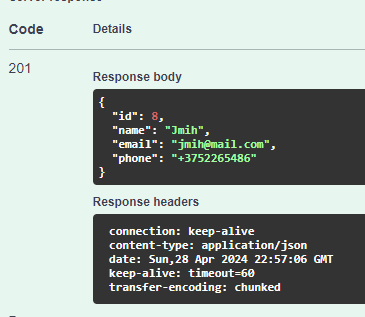 Server response
Code Details
201
Response body
{
  "id": 8,
  "name": "Jmih",
  "email": "jmih@mail.com",
  "phone": "+3752265486"
}
Response headers
connection: keep-alive
content-type: application/json
date: Sun,28 Apr 2024 22:57:06 GMT
keep-alive: timeout=60
transfer-encoding: chunked